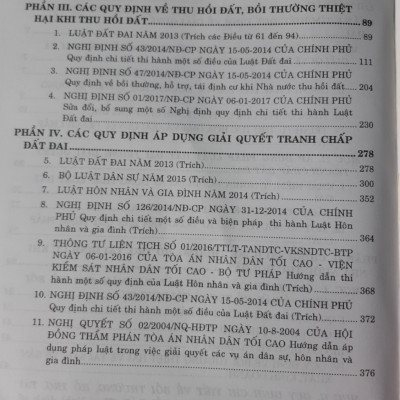 PHẦN III. CÁC QUY ĐỊNH VỀ THU HỒI ĐẤT, BỒI THƯỜNG THIỆT
HẠI KHI THU HỒI ĐẤT....................89
1. LUẬT ĐẤT ĐAI NĂM 2013 (Trích các Điều từ 61 đến 94)....................89
2. NGHỊ ĐỊNH SỐ 43/2014/NĐ-CP NGÀY 15-05-2014 CỦA CHÍNH PHỦ
Quy định chi tiết thi hành một số điều của Luật Đất đai....................111
3. NGHỊ ĐỊNH SỐ 47/2014/NĐ-CP NGÀY 15-05-2014 CỦA CHÍNH PHỦ
Quy định về bồi thường, hỗ trợ, tái định cư khi Nhà nước thu hồi đất....................204
4. NGHỊ ĐỊNH SỐ 01/2017/NĐ-CP NGÀY 06-01-2017 CỦA CHÍNH PHỦ
Sửa đổi, bổ sung một số Nghị định quy định chi tiết thi hành Luật
Đất đai....................230
PHẦN IV. CÁC QUY ĐỊNH ÁP DỤNG GIẢI QUYẾT TRANH CHẤP
ĐẤT ĐAI....................278
5. LUẬT ĐẤT ĐAI NĂM 2013 (Trích)....................278
6. BỘ LUẬT DÂN SỰ NĂM 2015 (Trích)....................300
7. LUẬT HÔN NHÂN VÀ GIA ĐÌNH NĂM 2014 (Trích)....................352
8. NGHỊ ĐỊNH SỐ 126/2014/NĐ-CP NGÀY 31-12-2014 CỦA CHÍNH
PHỦ Quy định chi tiết một số điều và biện pháp thi hành Luật Hôn
nhân và gia đình (Trích)....................364
9. THÔNG TƯ LIÊN TỊCH SỐ 01/2016/TTLT-TANDTC-VKSNDTC-BTP
NGÀY 06-01-2016 CỦA TÒA ÁN NHÂN DÂN TỐI CAO - VIỆN
KIỂM SÁT NHÂN DÂN TỐI CAO - BỘ TƯ PHÁP Hướng dẫn thi
hành một số quy định của Luật Hôn nhân và gia đình (Trích)....................368
10. NGHỊ ĐỊNH SỐ 43/2014/NĐ-CP NGÀY 15-05-2014 CỦA CHÍNH PHỦ
Quy định chi tiết thi hành một số điều của Luật Đất đai (Trích)....................372
11. NGHỊ QUYẾT SỐ 02/2004/NQ-HĐTP NGÀY 10-8-2004 CỦA HỘI
ĐỒNG THẨM PHÁN TÒA ÁN NHÂN DÂN TỐI CAO Hướng dẫn áp
dụng pháp luật trong việc giải quyết các vụ án dân sự, hôn nhân và
gia đình....................376